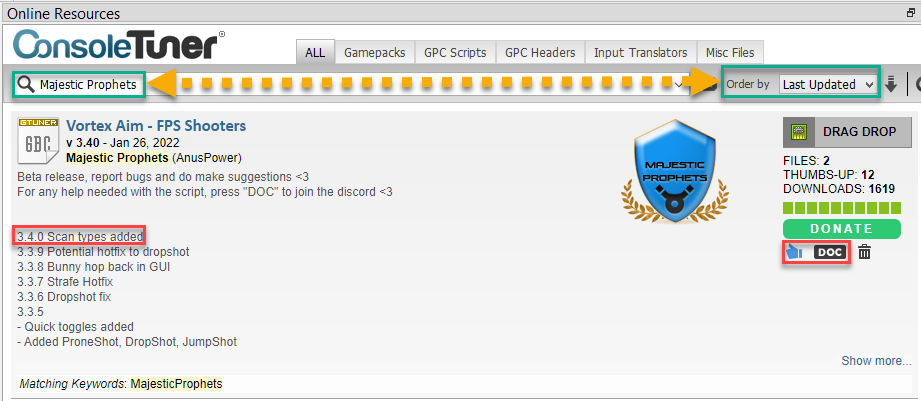 Online Resources
ConsoleTuner®
ALL Gamepacks GPC Scripts GPC Headers Input Translators Misc Files
Majestic Prophets
Order by Last Updated
GTUNER
GBC
Vortex Aim - FPS Shooters
v 3.40 - Jan 26, 2022
Majestic Prophets (AnusPower)
Beta release, report bugs and do make suggestions <3
For any help needed with the script, press "DOC" to join the discord <3
3.4.0 Scan types added
3.3.9 Potential hotfix to dropshot
3.3.8 Bunny hop back in GUI
3.3.7 Strafe Hotfix
3.3.6 Dropshot fix
3.3.5
- Quick toggles added
- Added ProneShot, DropShot, JumpShot
MAJESTIC
PROPHETS
DRAG DROP
FILES: 2
THUMBS-UP: 12
DOWNLOADS: 1619
DONATE
DOC
Show more...
Matching Keywords: MajesticProphets